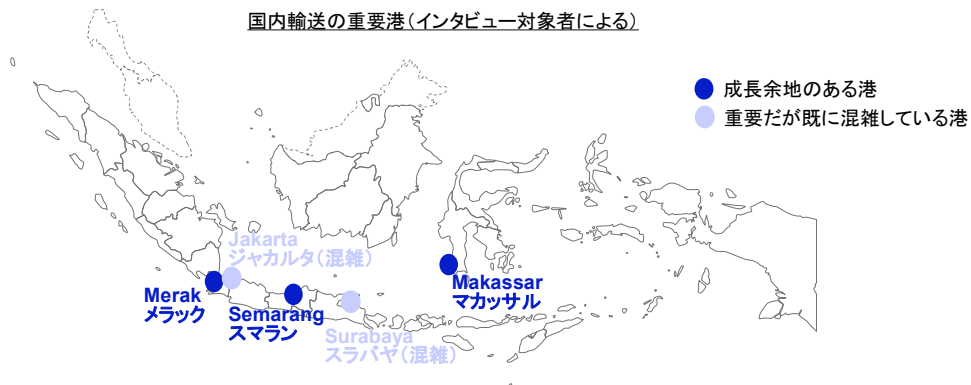 国内輸送の重要港（インタビュー対象者による）
成長余地のある港
重要だが既に混雑している港
Jakarta
ジャカルタ（混雑）
Merak
メラック
Semarang
スマラン
Makassar
マカッサル
Surabaya
スラバヤ（混雑）